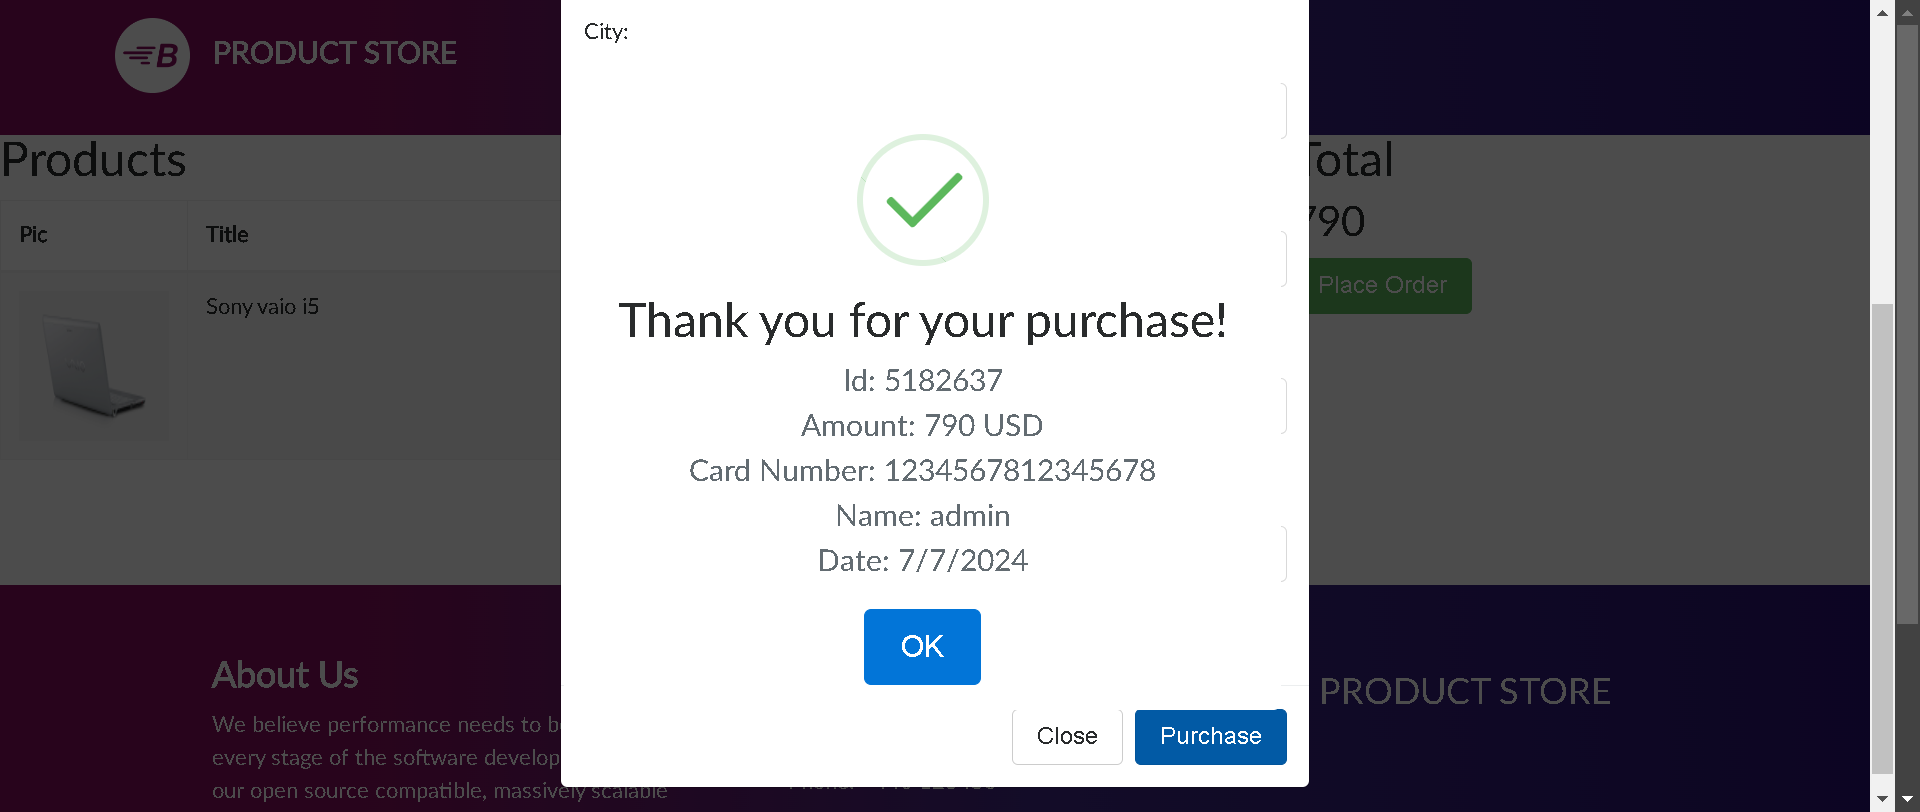 B
PRODUCT STORE
City:
Products
Total
790
Pic
Title
Sony vaio i5
Place Order
Thank you for your purchase!
Id: 5182637
Amount: 790 USD
Card Number: 1234567812345678
Name: admin
Date: 7/7/2024
OK
Close
Purchase
About Us
We believe performance needs to b
every stage of the software develop
our open source compatible, massively scalable
PRODUCT STORE